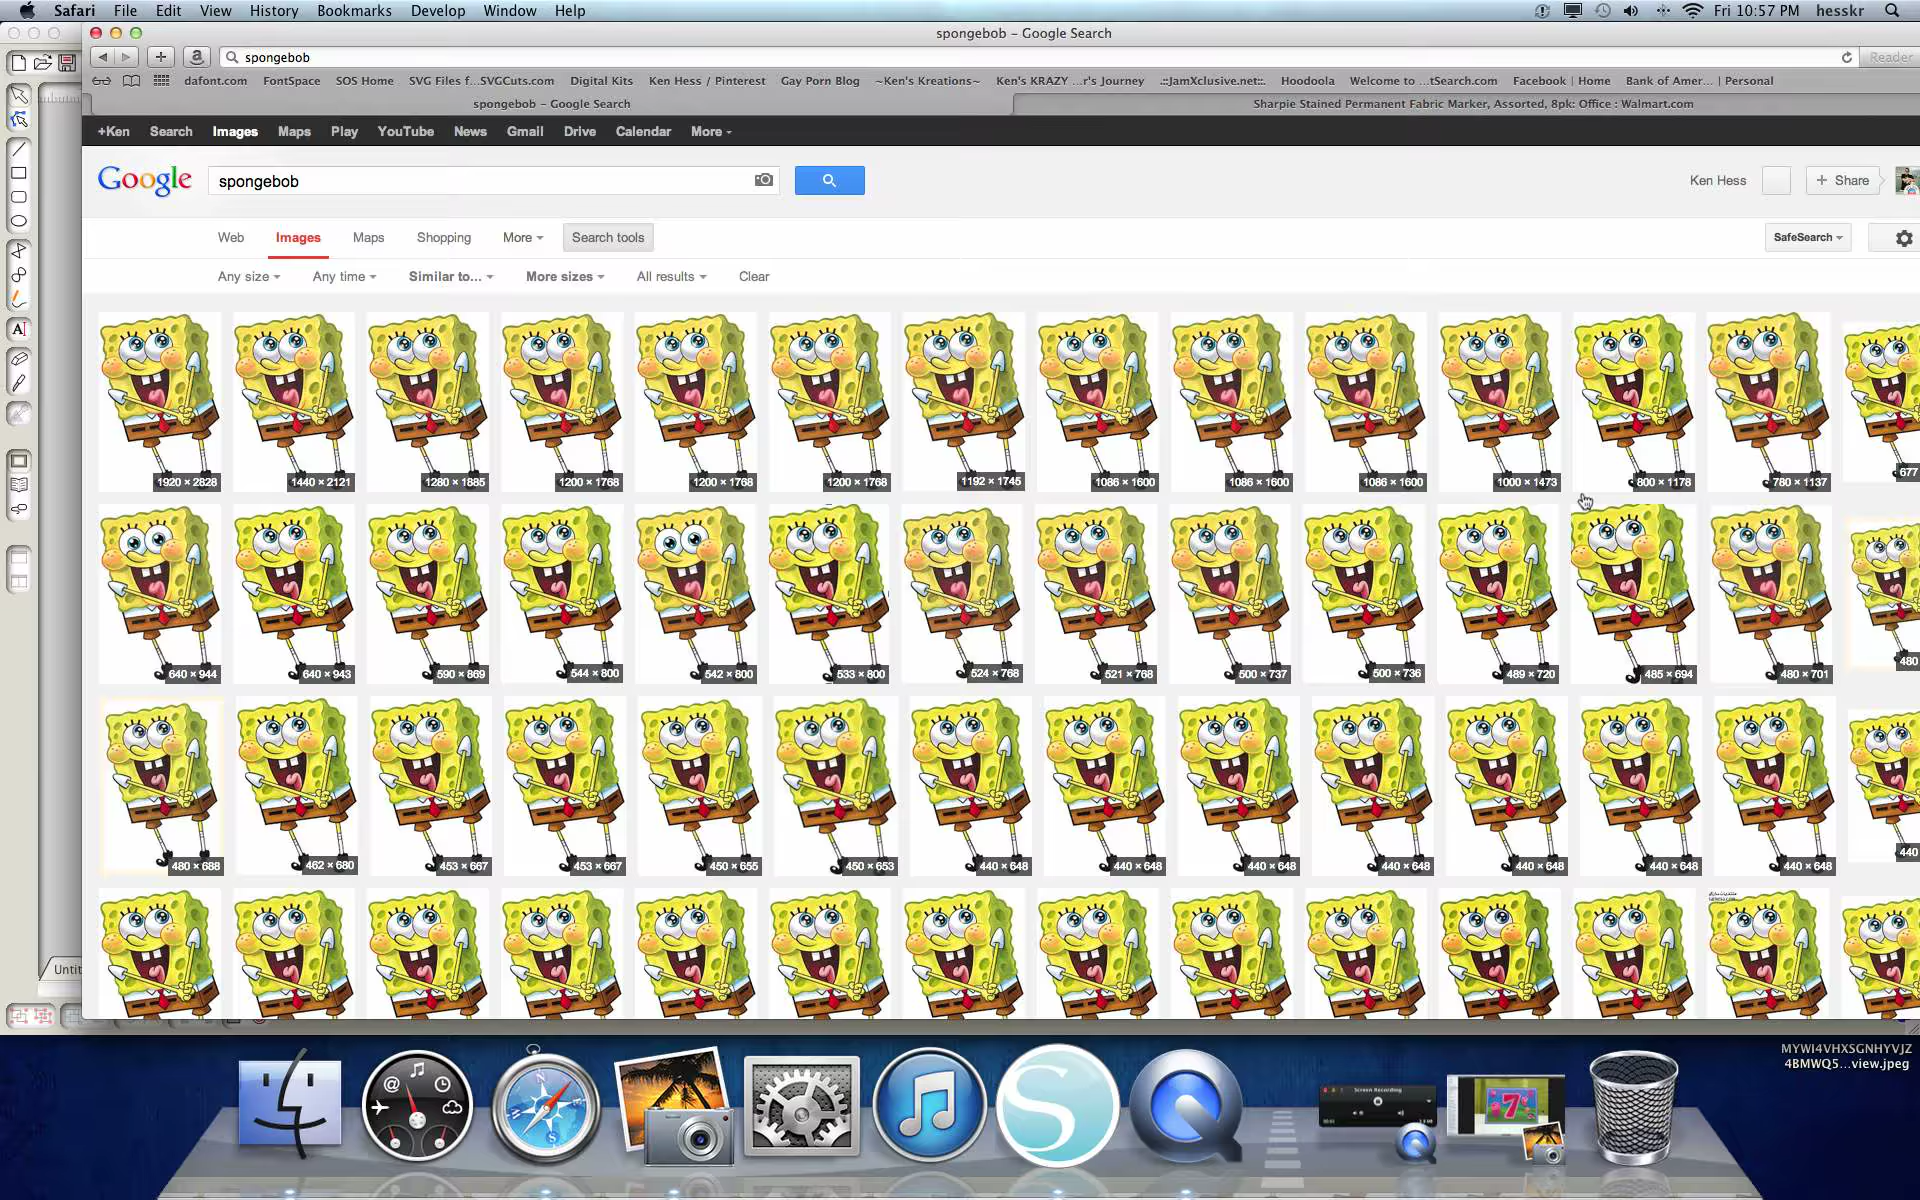 Safari File Edit View History Bookmarks Develop Window Help Fri 10:57 PM hesskr
spongebob – Google Search
spongebob Reader
dafont.com FontSpace SOS Home SVG Files f...SVGCuts.com Digital Kits Ken Hess / Pinterest Gay Porn Blog ~Ken's Kreations~ Ken's KRAZY ...r's Journey .::JamXclusive.net::. Hoodoola Welcome to ...tSearch.com Facebook | Home Bank of Amer... | Personal
spongebob – Google Search Sharpie Stained Permanent Fabric Marker, Assorted, 8pk: Office : Walmart.com
+Ken Search Images Maps Play YouTube News Gmail Drive Calendar More
Google spongebob Ken Hess + Share
Web Images Maps Shopping More Search tools SafeSearch
Any size Any time Similar to... More sizes All results Clear
1920 × 2828 1440 × 2121 1280 × 1885 1200 × 1768 1200 × 1768 1200 × 1768 1192 × 1745 1086 × 1600 1086 × 1600 1086 × 1600 1000 × 1473 800 × 1178 780 × 1137 677
640 × 944 640 × 943 590 × 869 544 × 800 542 × 800 533 × 800 524 × 768 521 × 768 500 × 737 500 × 736 489 × 720 485 × 694 480 × 701 480
480 × 688 462 × 680 453 × 667 453 × 667 450 × 655 450 × 653 440 × 648 440 × 648 440 × 648 440 × 648 440 × 648 440 × 648 440 × 648 440
Untit
MYWI4VHXSGNHYVJZ
4BMWQ5...view.jpeg
Screen Recording
7